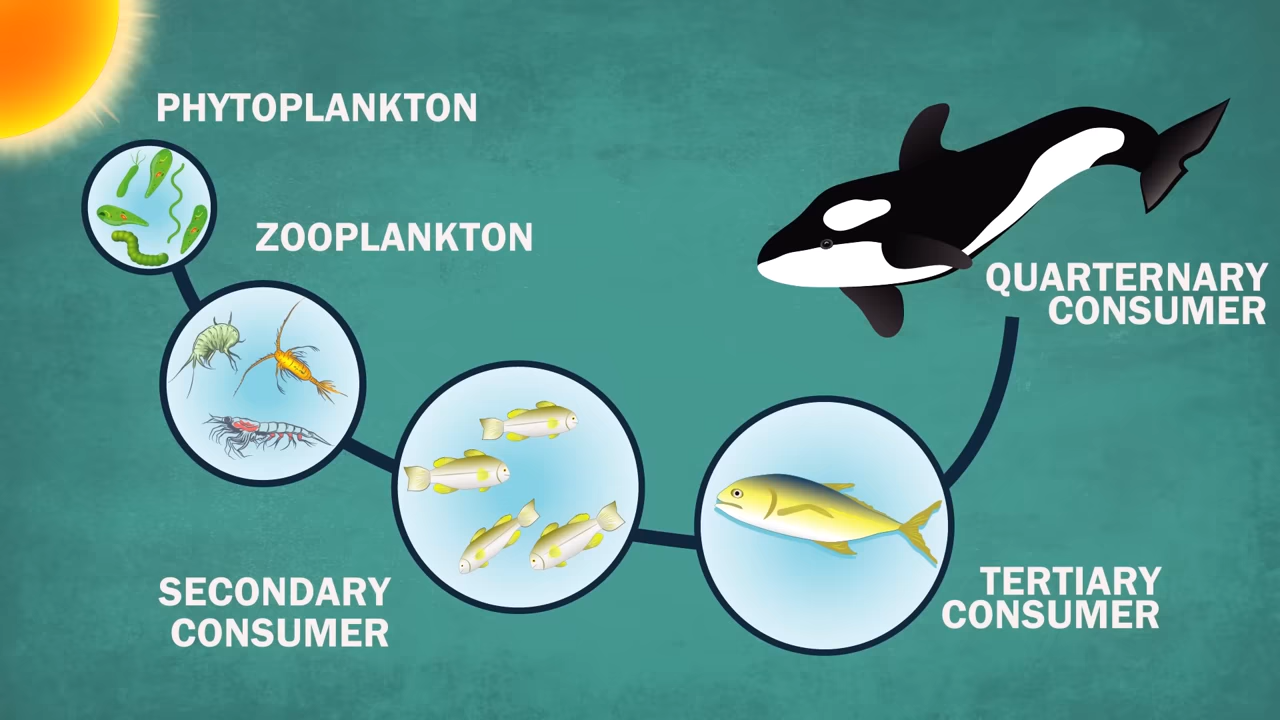 PHYTOPLANKTON
ZOOPLANKTON
QUARTERNARY
CONSUMER
SECONDARY
CONSUMER
TERTIARY
CONSUMER